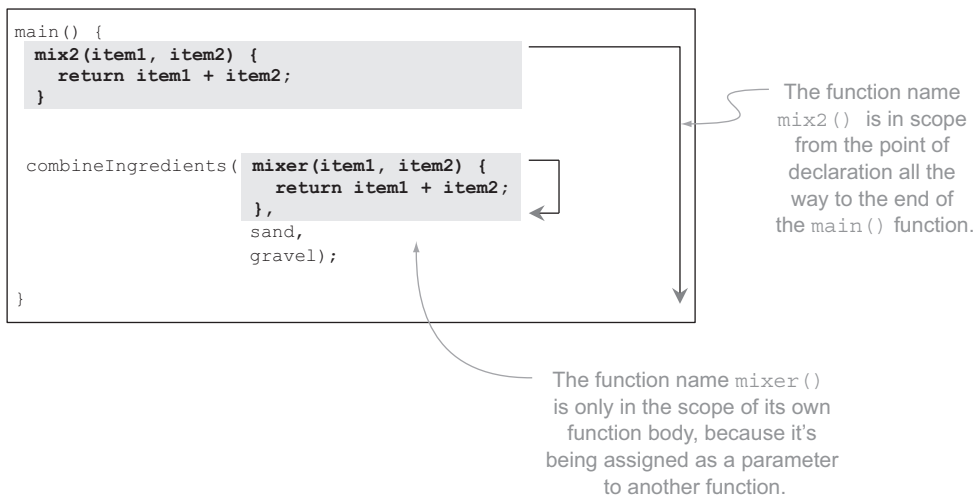 main() {
mix2(item1, item2) {
return item1 + item2;
}
combineIngredients( mixer(item1, item2) {
return item1 + item2;
},
sand,
gravel);
}
The function name
mix2() is in scope
from the point of
declaration all the
way to the end of
the main() function.
The function name mixer()
is only in the scope of its own
function body, because it's
being assigned as a parameter
to another function.